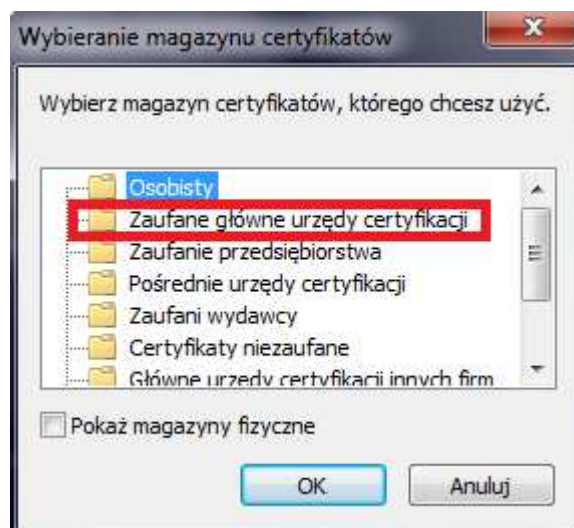 Wybieranie magazynu certyfikatów
Wybierz magazyn certyfikatów, którego chcesz użyć.
Osobisty
Zaufane główne urzędy certyfikacji
Zaufanie przedsiębiorstwa
Pośrednie urzędy certyfikacji
Zaufani wydawcy
Certyfikaty niezaufane
Główne urzędy certyfikacji innych firm
Pokaż magazyny fizyczne
OK Anuluj